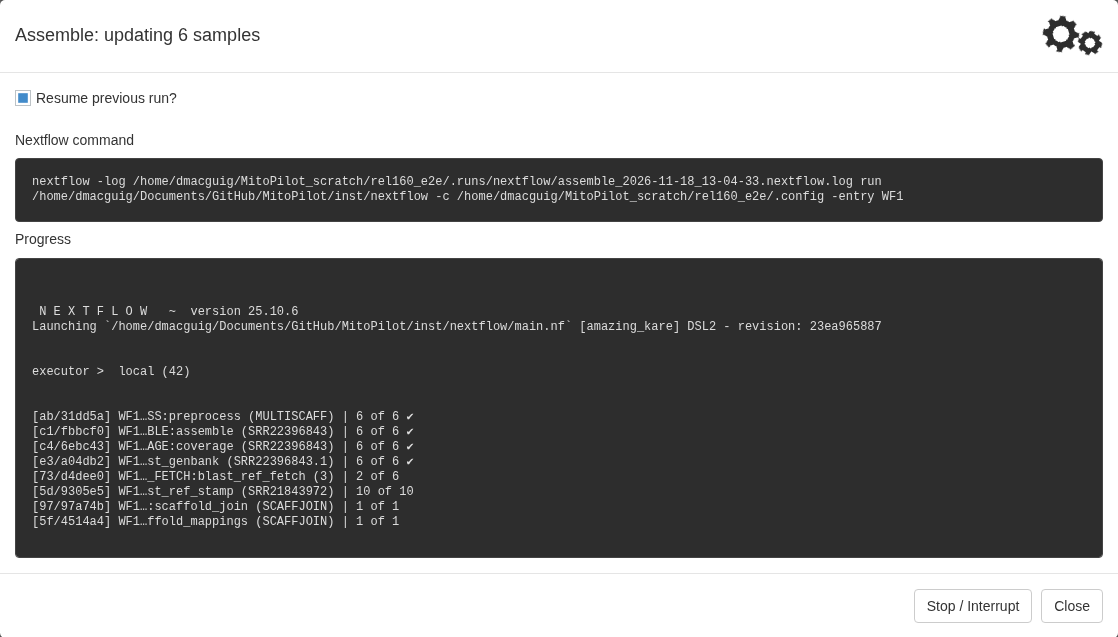 Assemble: updating 6 samples
Resume previous run?
Nextflow command
nextflow -log /home/dmacguig/MitoPilot_scratch/rel160_e2e/.runs/nextflow/assemble_2026-11-18_13-04-33.nextflow.log run
/home/dmacguig/Documents/GitHub/MitoPilot/inst/nextflow -c /home/dmacguig/MitoPilot_scratch/rel160_e2e/.config -entry WF1
Progress
N E X T F L O W   ~  version 25.10.6
Launching `/home/dmacguig/Documents/GitHub/MitoPilot/inst/nextflow/main.nf` [amazing_kare] DSL2 - revision: 23ea965887
executor >  local (42)
[ab/31dd5a] WF1…SS:preprocess (MULTISCAFF) | 6 of 6 ✔
[c1/fbbcf0] WF1…BLE:assemble (SRR22396843) | 6 of 6 ✔
[c4/6ebc43] WF1…AGE:coverage (SRR22396843) | 6 of 6 ✔
[e3/a04db2] WF1…st_genbank (SRR22396843.1) | 6 of 6 ✔
[73/d4dee0] WF1…_FETCH:blast_ref_fetch (3) | 2 of 6
[5d/9305e5] WF1…st_ref_stamp (SRR21843972) | 10 of 10
[97/97a74b] WF1…:scaffold_join (SCAFFJOIN) | 1 of 1
[5f/4514a4] WF1…ffold_mappings (SCAFFJOIN) | 1 of 1
Stop / Interrupt
Close